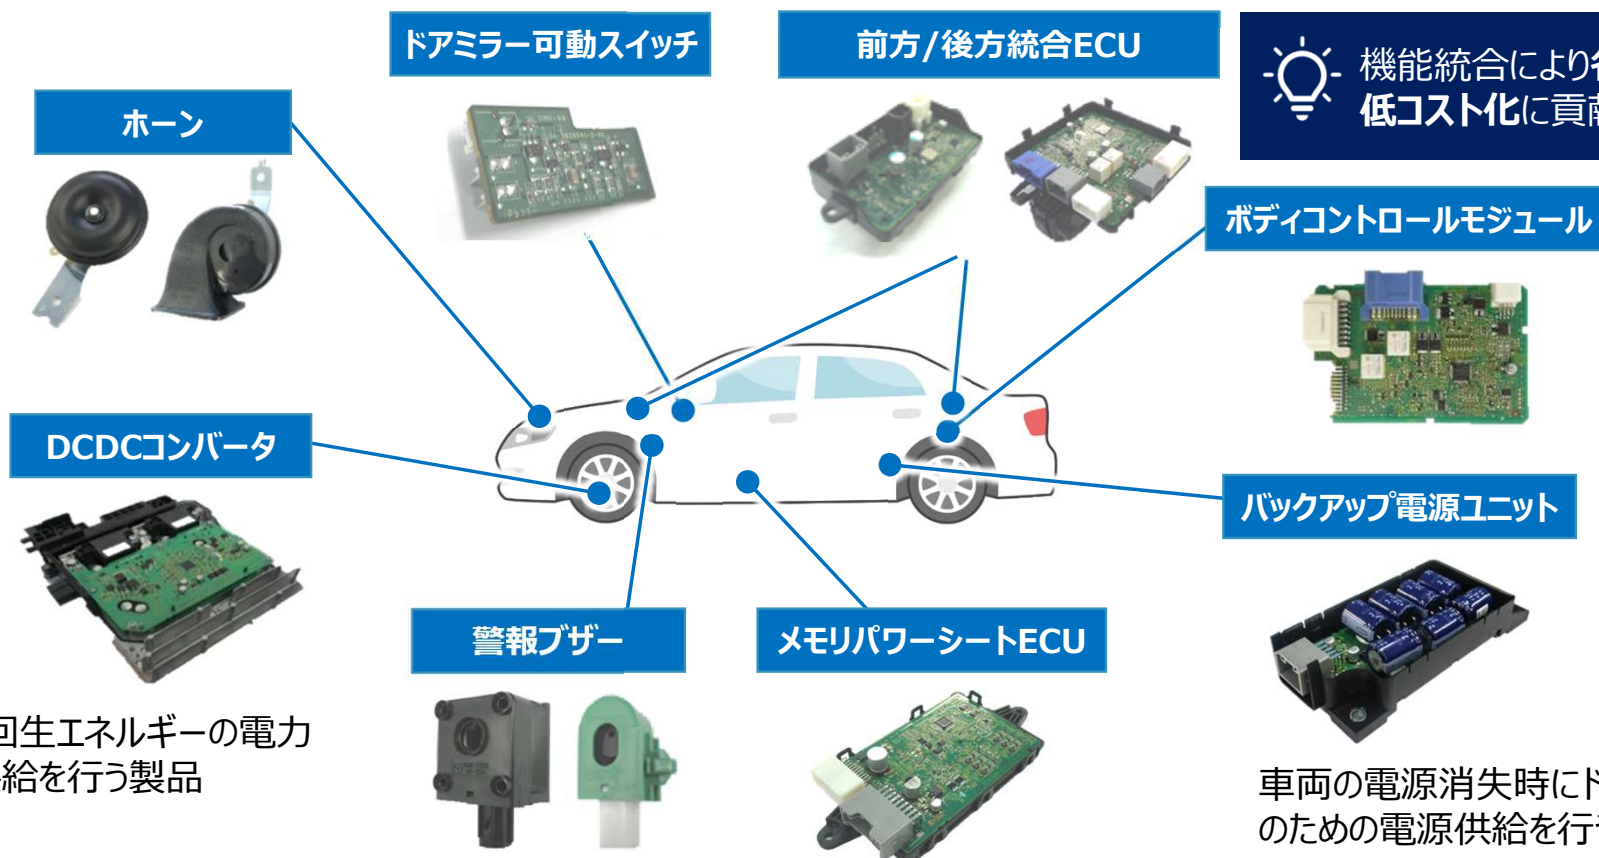 ドアミラー可動スイッチ
前方/後方統合ECU
機能統合により
低コスト化に貢献
ホーン
ボディコントロールモジュール
DCDCコンバータ
バックアップ電源ユニット
警報ブザー
メモリパワーシートECU
回生エネルギーの電力
給を行う製品
車両の電源消失時にド
のための電源供給を行う